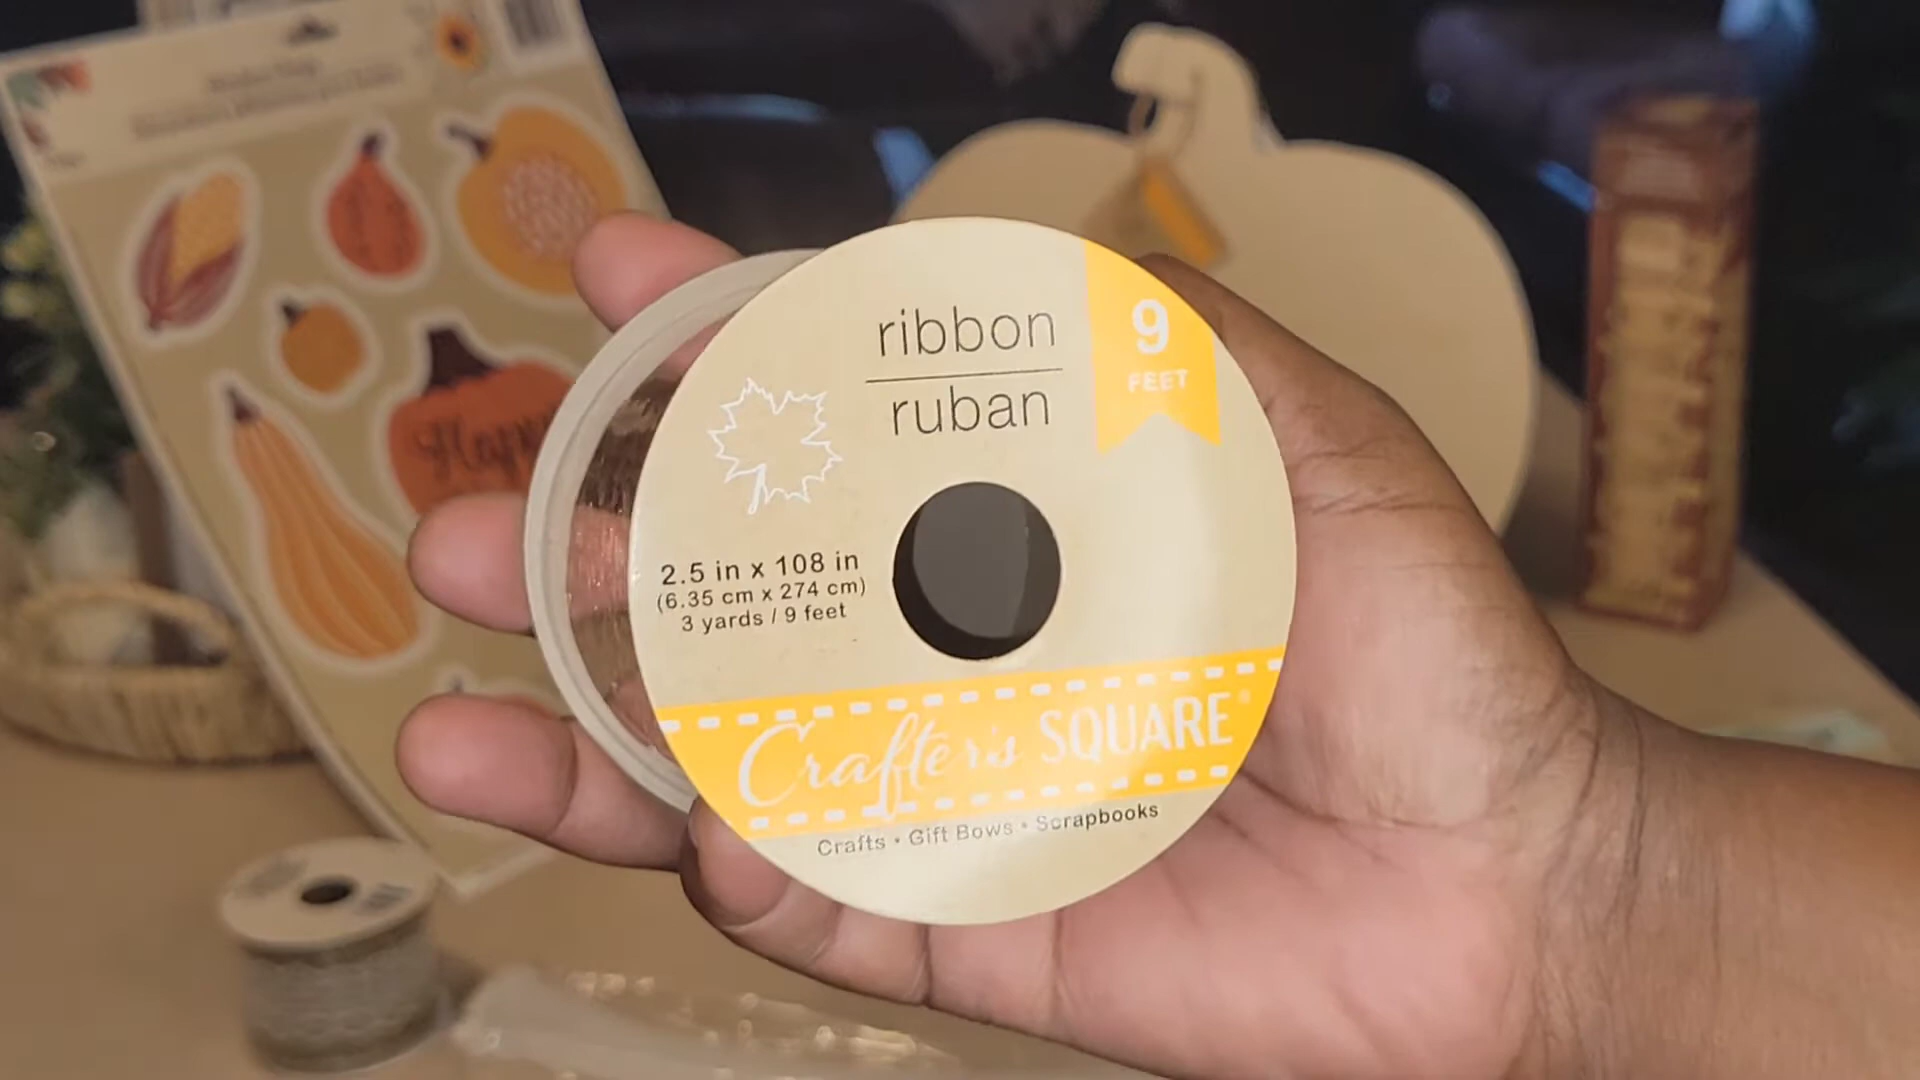 ribbon
ruban
9
FEET
2.5 in x 108 in
(6.35 cm x 274 cm)
3 yards / 9 feet
Crafter's SQUARE
Crafts • Gift Bows • Scrapbooks